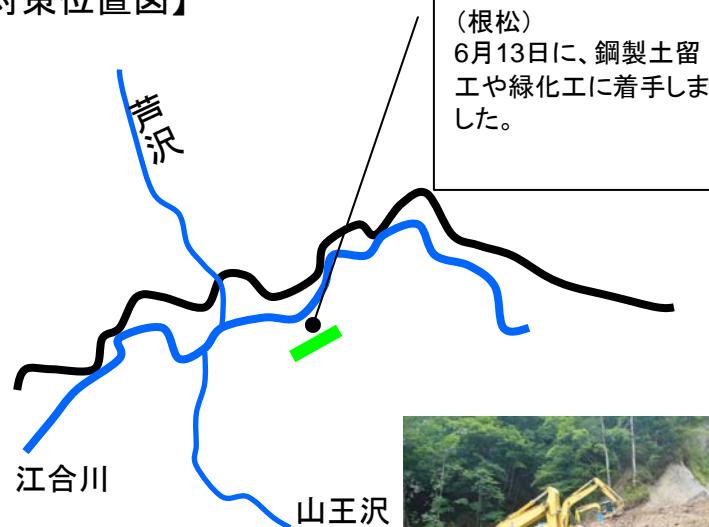 対策位置図】
(根松)
6月13日に、鋼製土留
工や緑化工に着手しま
した。
芦沢
江合川
山王沢